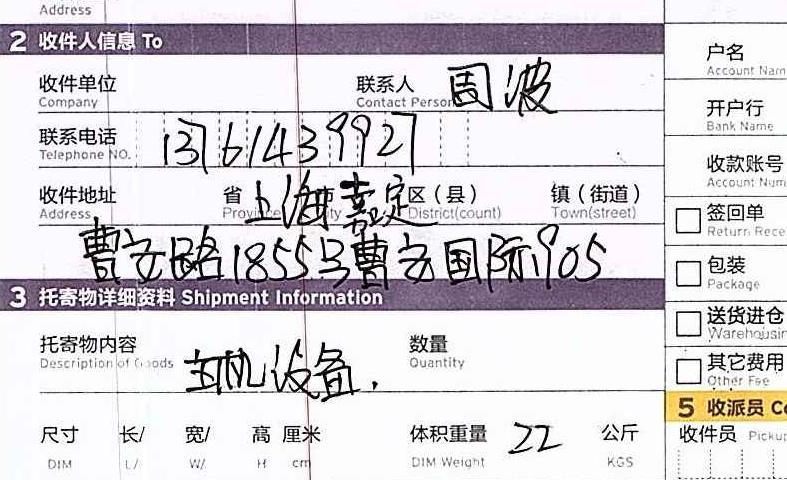 Address
2 收件人信息 To
户名
Account Nam
收件单位 联系人 周波
Company Contact Person
开户行
Bank Name
联系电话 13761439927
Telephone NO.
收款账号
Account Num
收件地址 省 上海 市 嘉定 区（县） 镇（街道）
Address Province City District(count) Town(street)
签回单
Return Rece
曹安路1855号曹安国际905
包装
Package
3 托寄物详细资料 Shipment Information
送货进仓
Warehousin
托寄物内容 主机设备. 数量
Description of Goods Quantity
其它费用
Other Fee
5 收派员 Co
尺寸 长/ 宽/ 高 厘米 体积重量 22 公斤
DIM L/ W/ H cm DIM Weight KGS
收件员 Pickup